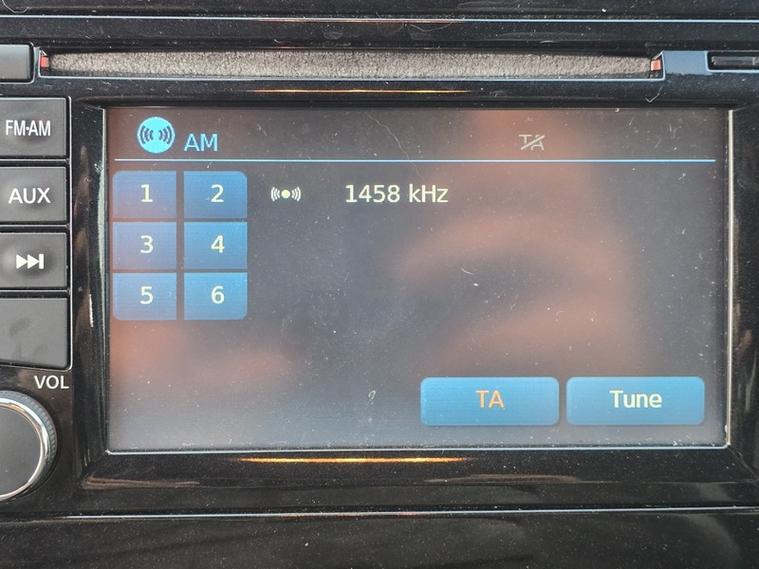 FM·AM
AUX
VOL
AM TA
1 2 1458 kHz
3 4
5 6
TA Tune